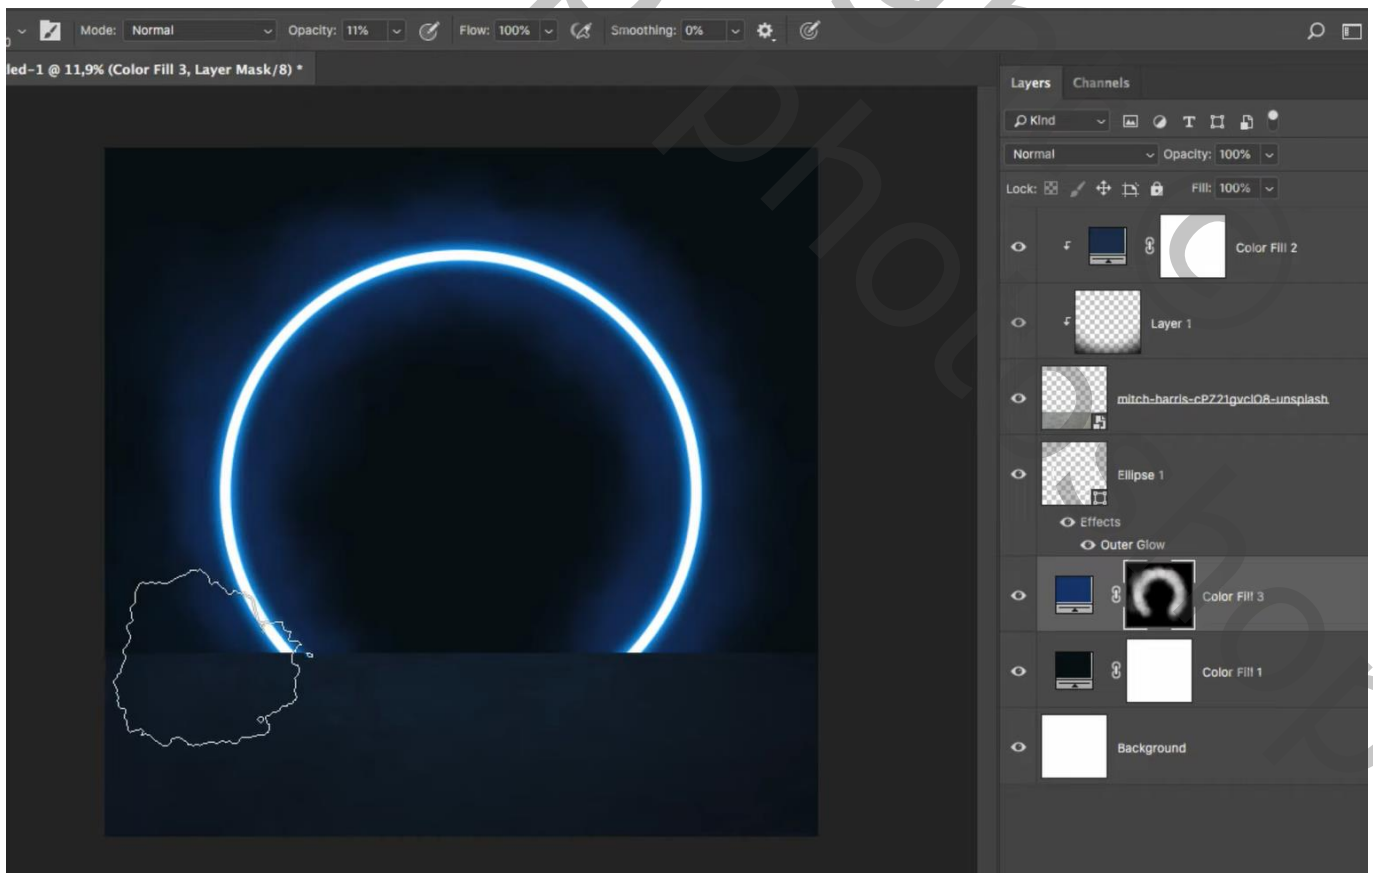 Mode: Normal Opacity: 11% Flow: 100% Smoothing: 0%
led-1 @ 11,9% (Color Fill 3, Layer Mask/8) *
Layers Channels
Kind
Normal Opacity: 100%
Lock: Fill: 100%
Color Fill 2
Layer 1
mitch-harris-cPZ21gvclO8-unsplash
Ellipse 1
Effects
Outer Glow
Color Fill 3
Color Fill 1
Background